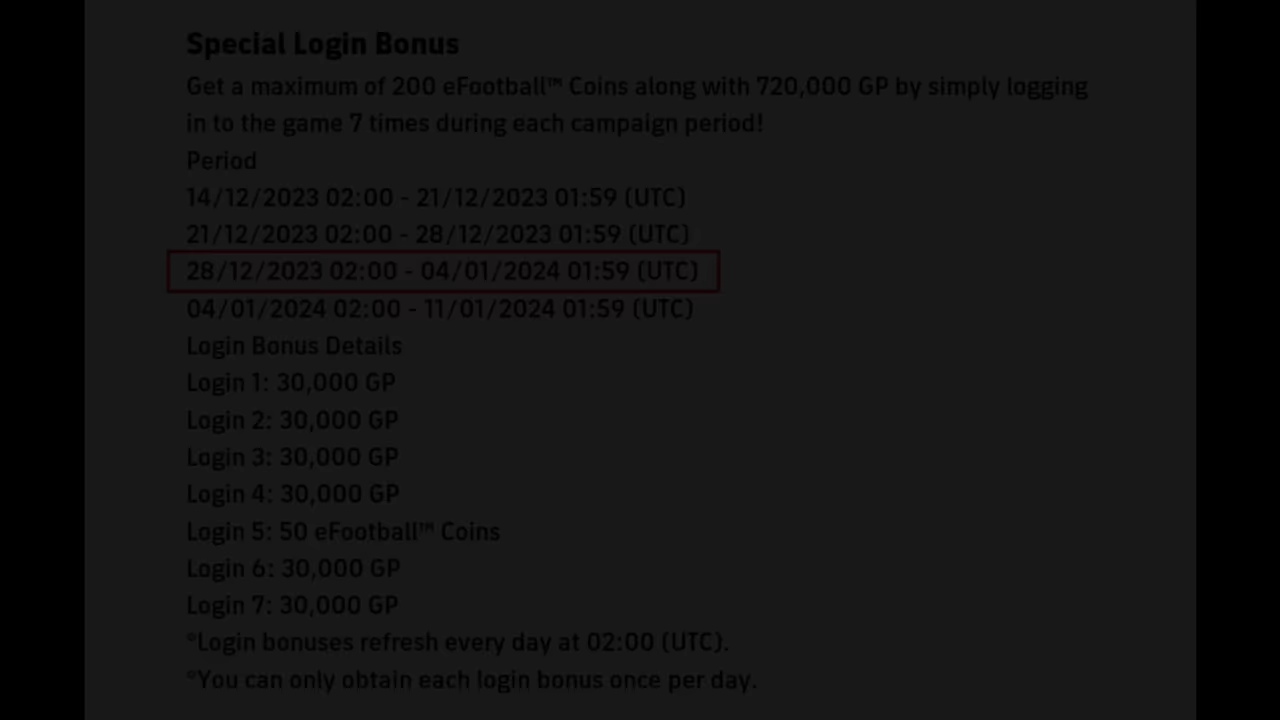 Special Login Bonus
Get a maximum of 200 eFootball™ Coins along with 720,000 GP by simply logging
in to the game 7 times during each campaign period!
Period
14/12/2023 02:00 - 21/12/2023 01:59 (UTC)
21/12/2023 02:00 - 28/12/2023 01:59 (UTC)
28/12/2023 02:00 - 04/01/2024 01:59 (UTC)
04/01/2024 02:00 - 11/01/2024 01:59 (UTC)
Login Bonus Details
Login 1: 30,000 GP
Login 2: 30,000 GP
Login 3: 30,000 GP
Login 4: 30,000 GP
Login 5: 50 eFootball™ Coins
Login 6: 30,000 GP
Login 7: 30,000 GP
*Login bonuses refresh every day at 02:00 (UTC).
*You can only obtain each login bonus once per day.